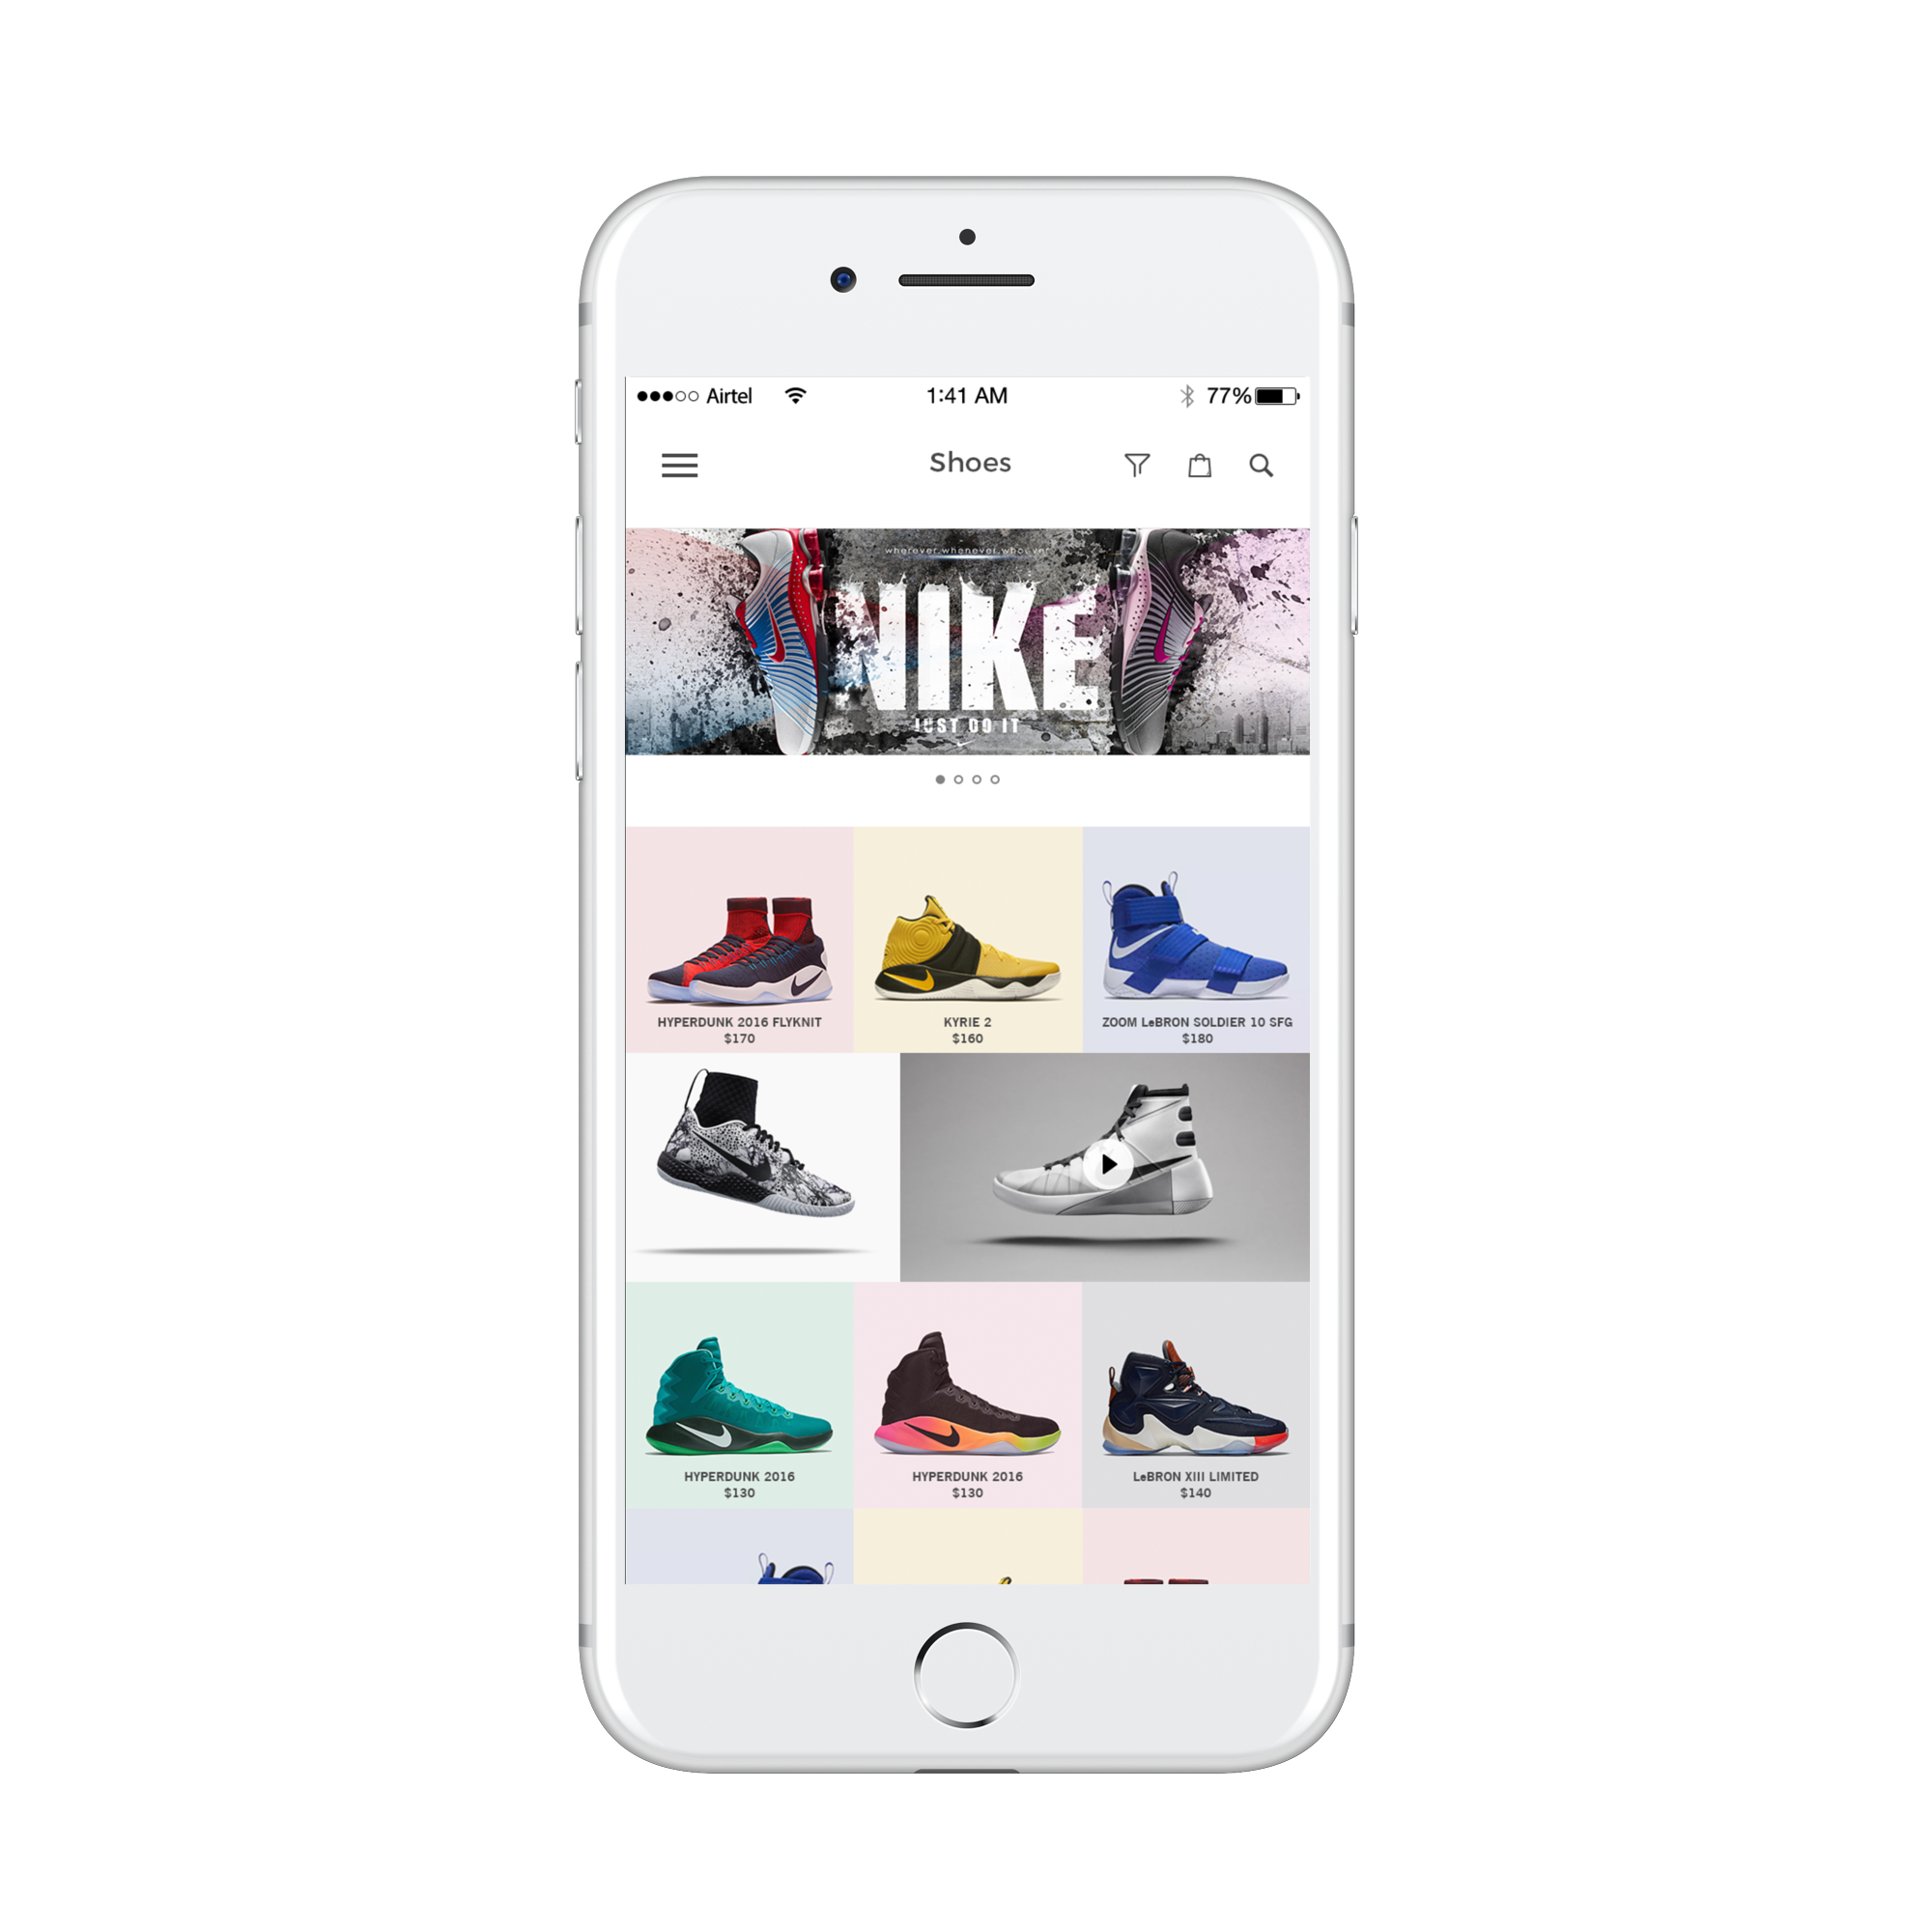 Airtel 1:41 AM 77%
Shoes
wherever.whenever.whoever
NIKE
JUST DO IT
HYPERDUNK 2016 FLYKNIT
$170
KYRIE 2
$160
ZOOM LeBRON SOLDIER 10 SFG
$180
HYPERDUNK 2016
$130
HYPERDUNK 2016
$130
LeBRON XIII LIMITED
$140